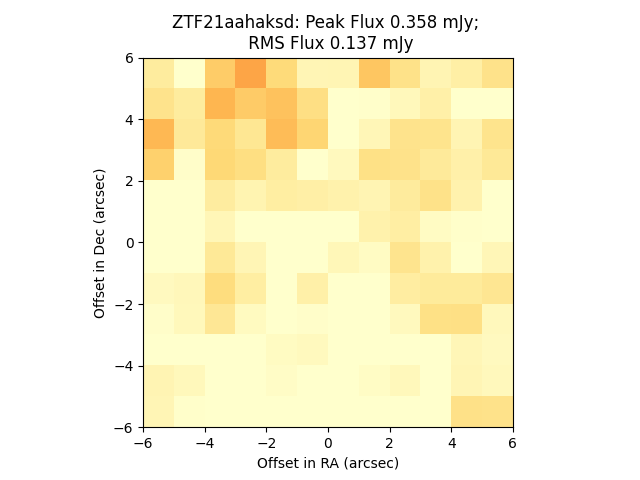 ZTF21aahaksd: Peak Flux 0.358 mJy;
RMS Flux 0.137 mJy
6
4
2
0
−2
−4
−6
Offset in Dec (arcsec)
−6 −4 −2 0 2 4 6
Offset in RA (arcsec)